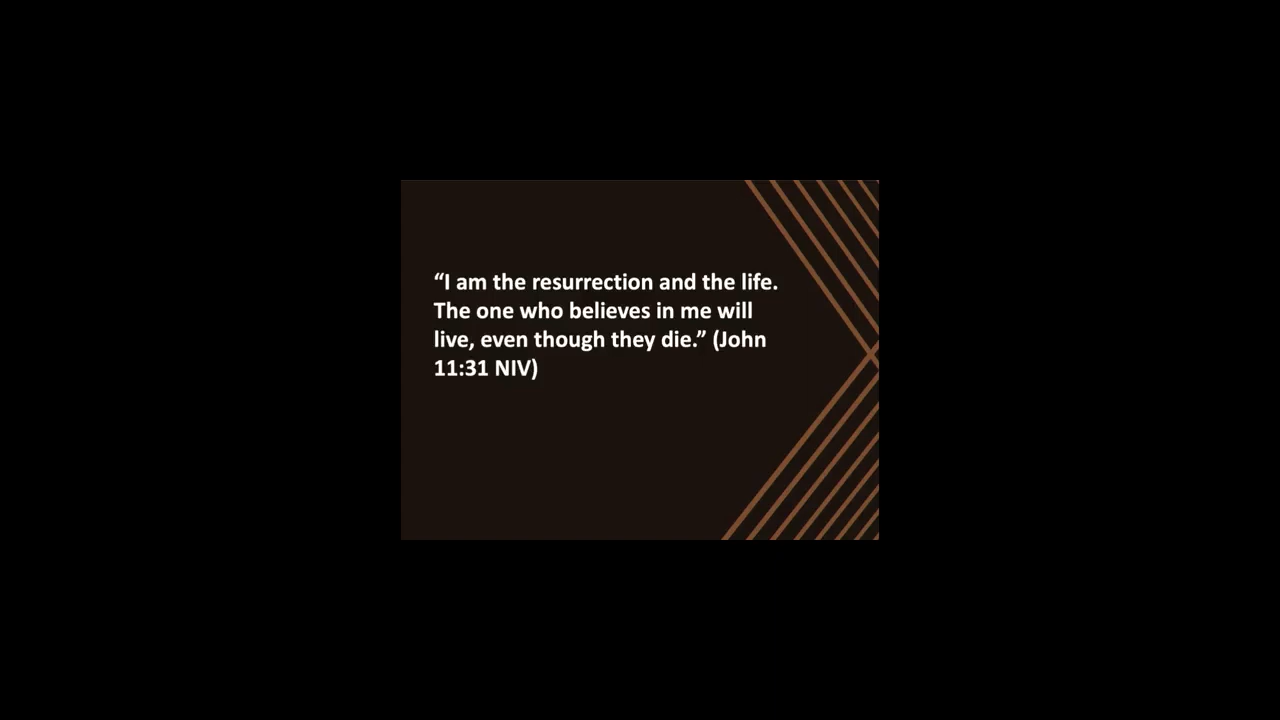 “I am the resurrection and the life.
The one who believes in me will
live, even though they die.” (John
11:31 NIV)